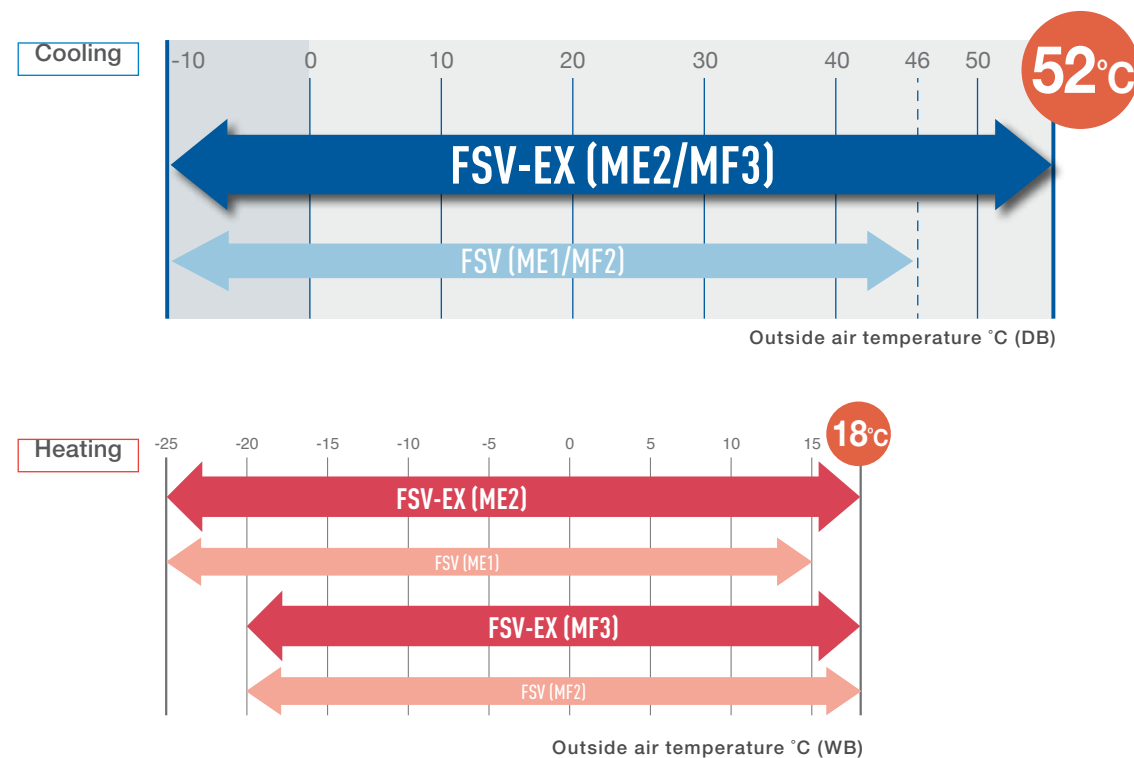 Cooling
-10 0 10 20 30 40 46 50 52°C
FSV-EX (ME2/MF3)
FSV (ME1/MF2)
Outside air temperature °C (DB)
Heating
-25 -20 -15 -10 -5 0 5 10 15 18°C
FSV-EX (ME2)
FSV (ME1)
FSV-EX (MF3)
FSV (MF2)
Outside air temperature °C (WB)